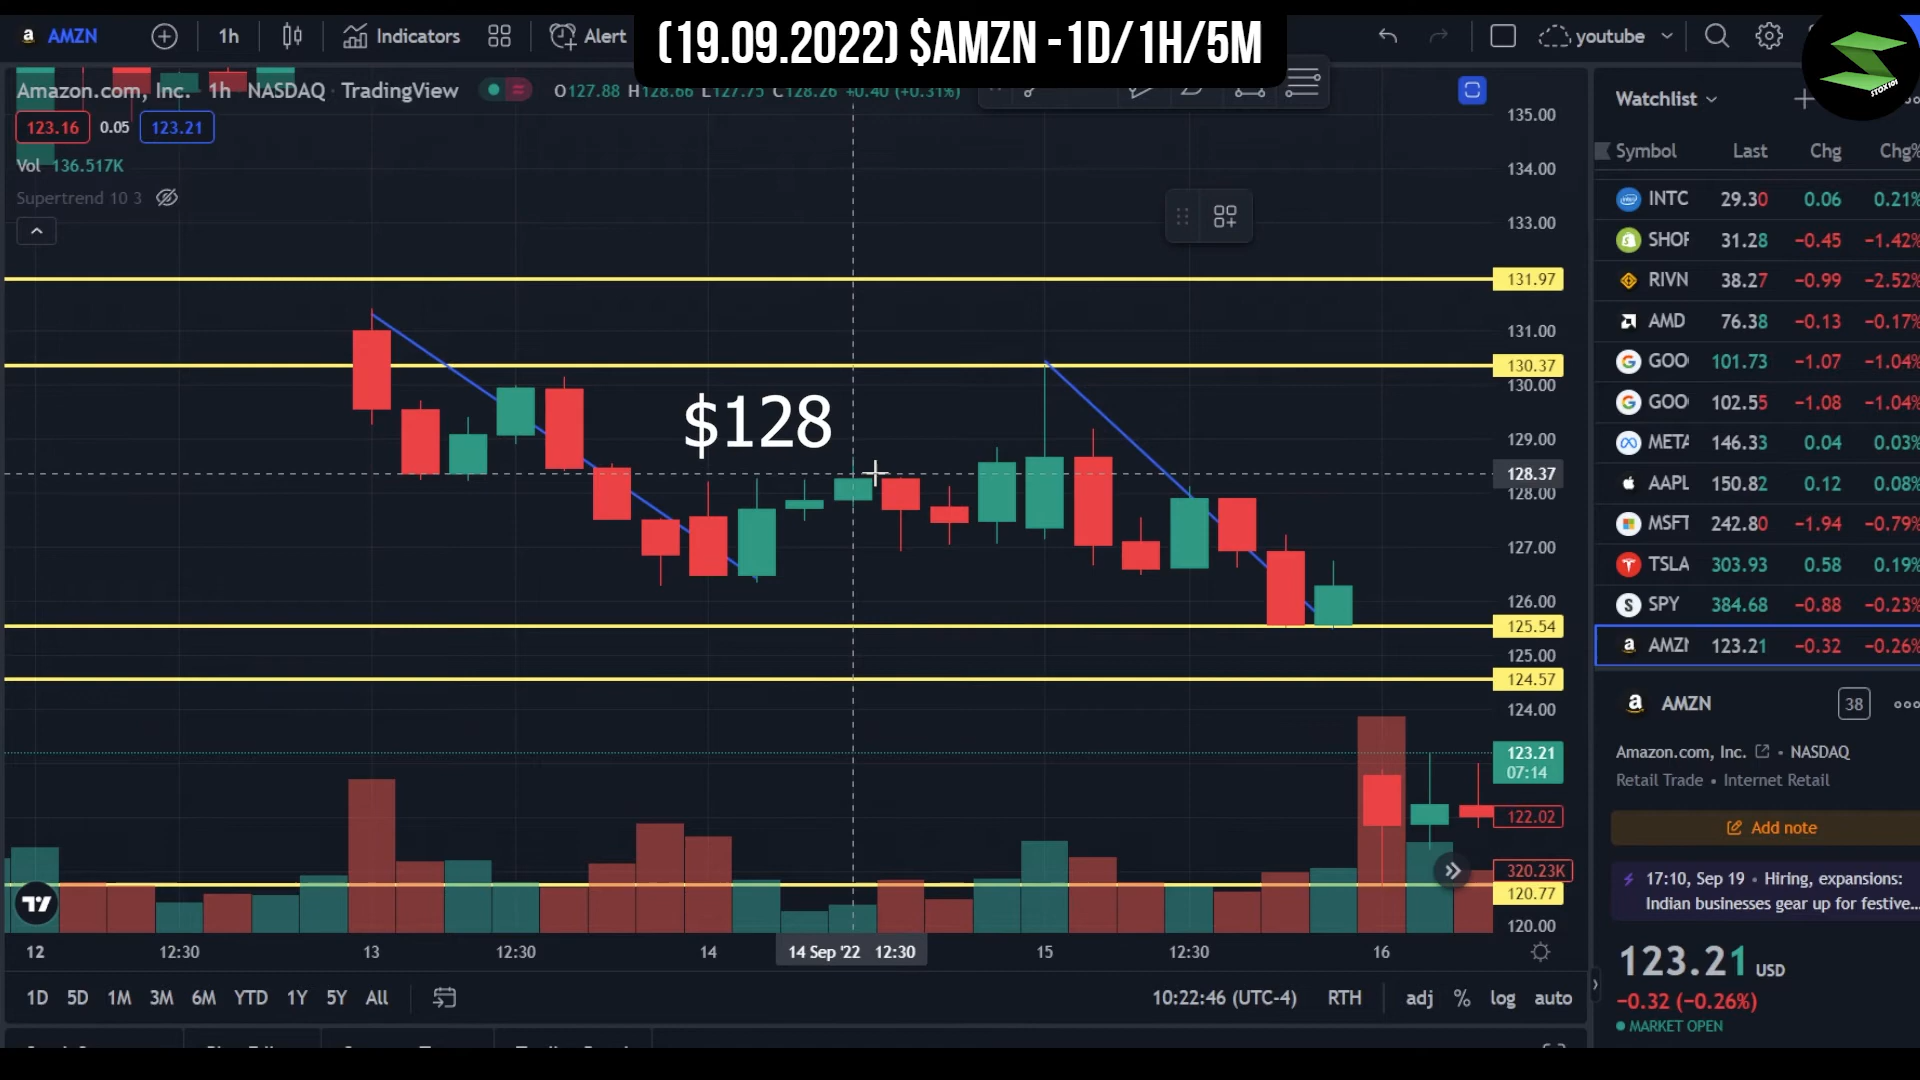 (19.09.2022) $AMZN -1D/1H/5M
AMZN 1h Indicators Alert youtube
Amazon.com, Inc. 1h NASDAQ TradingView O127.88 H128.66 L127.75 C128.26 +0.40 (+0.31%)
123.16 0.05 123.21
Vol 136.517K
Supertrend 10 3
$128
135.00
134.00
133.00
131.97
131.00
130.37
130.00
129.00
128.37
128.00
127.00
126.00
125.54
125.00
124.57
124.00
123.21
07:14
122.02
320.23K
120.77
120.00
12 12:30 13 12:30 14 14 Sep '22 12:30 15 12:30 16
1D 5D 1M 3M 6M YTD 1Y 5Y All 10:22:46 (UTC-4) RTH adj % log auto
STOX101
Watchlist
Symbol Last Chg Chg%
INTC 29.30 0.06 0.21%
SHOP 31.28 −0.45 −1.42%
RIVN 38.27 −0.99 −2.52%
AMD 76.38 −0.13 −0.17%
GOO 101.73 −1.07 −1.04%
GOO 102.55 −1.08 −1.04%
META 146.33 0.04 0.03%
AAPL 150.82 0.12 0.08%
MSFT 242.80 −1.94 −0.79%
TSLA 303.93 0.58 0.19%
SPY 384.68 −0.88 −0.23%
AMZN 123.21 −0.32 −0.26%
AMZN 38
Amazon.com, Inc. • NASDAQ
Retail Trade • Internet Retail
Add note
17:10, Sep 19 • Hiring, expansions:
Indian businesses gear up for festive...
123.21 USD
−0.32 (−0.26%)
MARKET OPEN